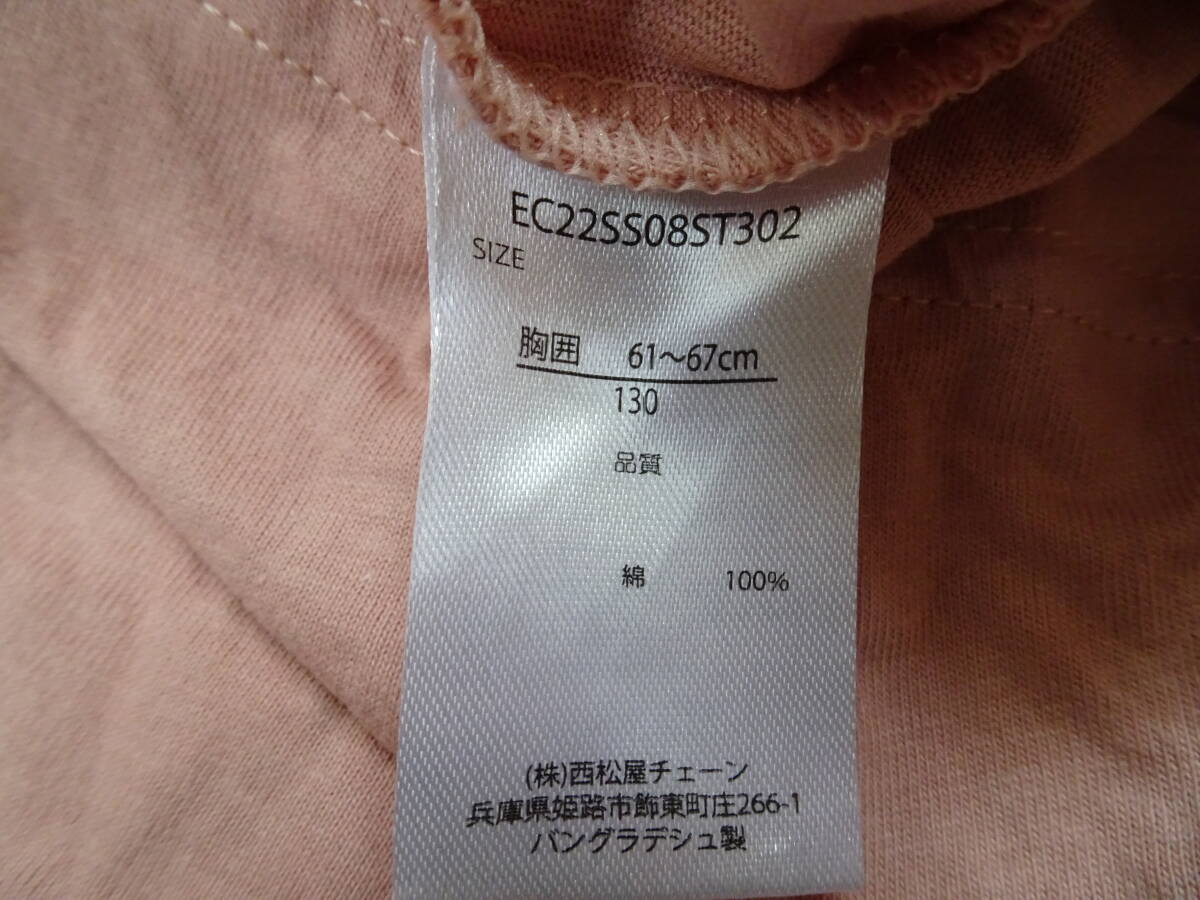 EC22SS08ST302
SIZE
胸囲 61～67cm
130
品質
綿 100%
(株)西松屋チェーン
兵庫県姫路市飾東町庄266-1
バングラデシュ製